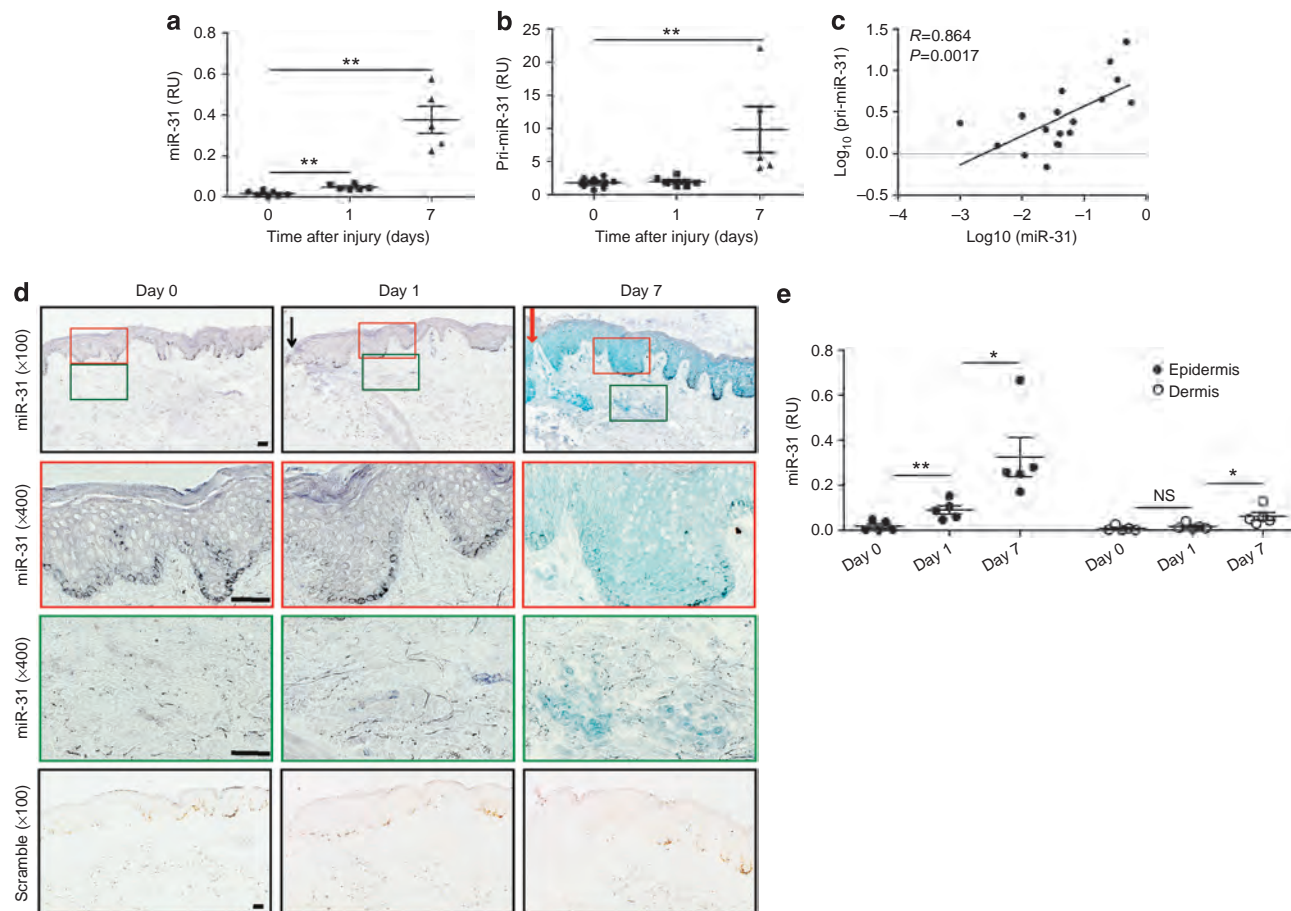 a
0.8
0.6
0.4
0.2
0.0
miR-31 (RU)
**
**
0 1 7
Time after injury (days)
b
25
20
15
10
5
0
Pri-miR-31 (RU)
**
0 1 7
Time after injury (days)
c
R=0.864
P=0.0017
1.5
1.0
0.5
0.0
–0.5
Log10 (pri-miR-31)
–4 –3 –2 –1 0
Log10 (miR-31)
d
Day 0 Day 1 Day 7
miR-31 (×100)
miR-31 (×400)
miR-31 (×400)
Scramble (×100)
e
0.8
0.6
0.4
0.2
0.0
miR-31 (RU)
Epidermis
Dermis
**
*
NS
*
Day 0 Day 1 Day 7 Day 0 Day 1 Day 7